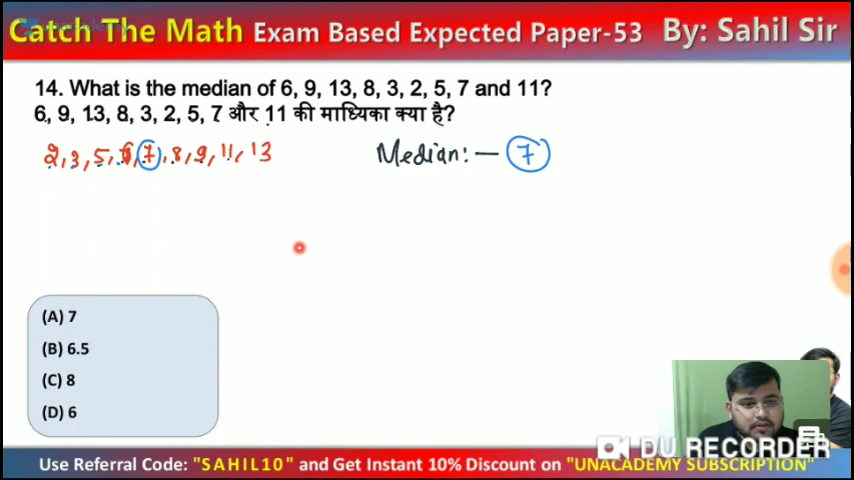 Catch The Math Exam Based Expected Paper-53 By: Sahil Sir
14. What is the median of 6, 9, 13, 8, 3, 2, 5, 7 and 11?
6, 9, 13, 8, 3, 2, 5, 7 और 11 की माध्यिका क्या है?
2, 3, 5, 6, 7, 8, 9, 11, 13
Median: — 7
(A) 7
(B) 6.5
(C) 8
(D) 6
DU RECORDER
Use Referral Code: "SAHIL10" and Get Instant 10% Discount on "UNACADEMY SUBSCRIPTION"